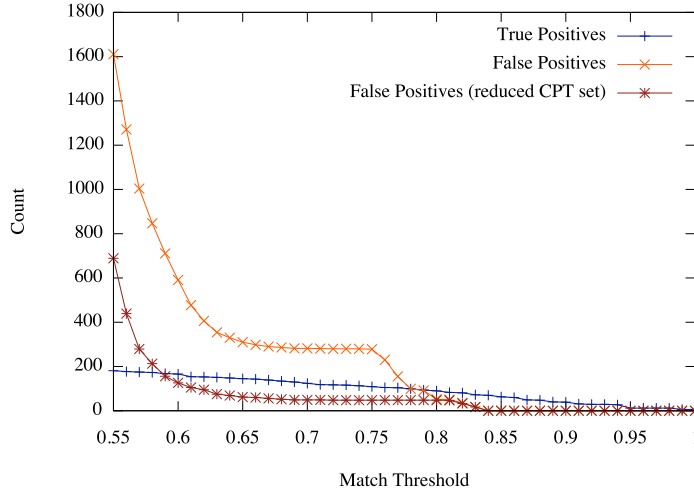 1800
1600
1400
1200
1000
800
600
400
200
0
Count
True Positives
False Positives
False Positives (reduced CPT set)
0.55 0.6 0.65 0.7 0.75 0.8 0.85 0.9 0.95 1
Match Threshold